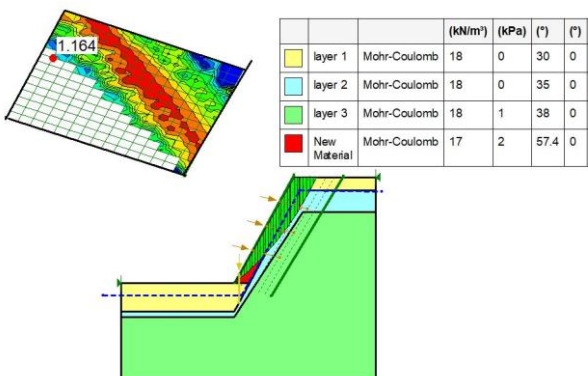 1.164
(kN/m³) (kPa) (°) (°)
layer 1 Mohr-Coulomb 18 0 30 0
layer 2 Mohr-Coulomb 18 0 35 0
layer 3 Mohr-Coulomb 18 1 38 0
New Mohr-Coulomb 17 2 57.4 0
Material